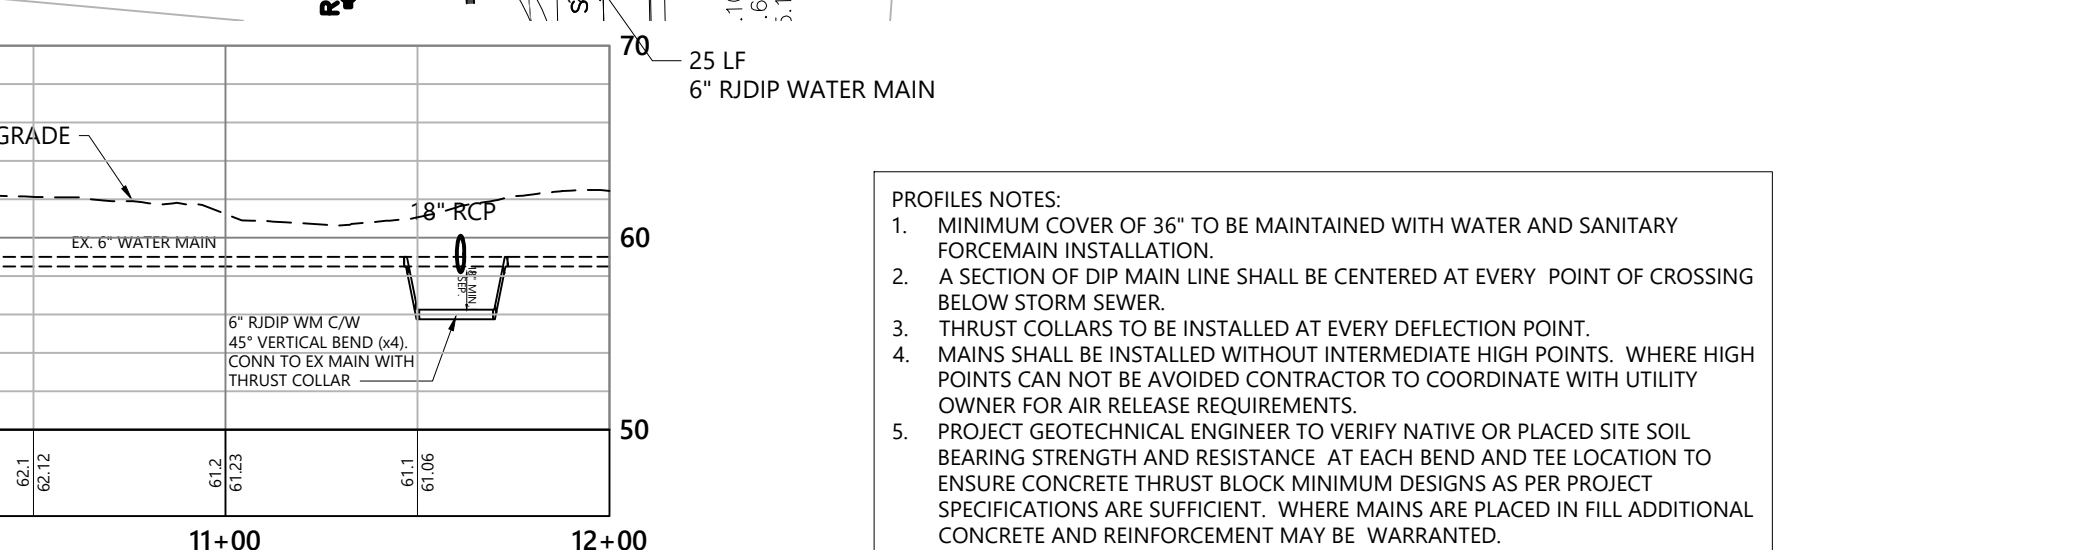 70
25 LF
6" RJDIP WATER MAIN
GRADE
18" RCP
EX. 6" WATER MAIN
60
18" MIN
SEP.
6" RJDIP WM C/W
45° VERTICAL BEND (x4).
CONN TO EX MAIN WITH
THRUST COLLAR
50
62.1
62.12
61.2
61.23
61.1
61.06
11+00
12+00
PROFILES NOTES:
1. MINIMUM COVER OF 36" TO BE MAINTAINED WITH WATER AND SANITARY
FORCEMAIN INSTALLATION.
2. A SECTION OF DIP MAIN LINE SHALL BE CENTERED AT EVERY POINT OF CROSSING
BELOW STORM SEWER.
3. THRUST COLLARS TO BE INSTALLED AT EVERY DEFLECTION POINT.
4. MAINS SHALL BE INSTALLED WITHOUT INTERMEDIATE HIGH POINTS. WHERE HIGH
POINTS CAN NOT BE AVOIDED CONTRACTOR TO COORDINATE WITH UTILITY
OWNER FOR AIR RELEASE REQUIREMENTS.
5. PROJECT GEOTECHNICAL ENGINEER TO VERIFY NATIVE OR PLACED SITE SOIL
BEARING STRENGTH AND RESISTANCE AT EACH BEND AND TEE LOCATION TO
ENSURE CONCRETE THRUST BLOCK MINIMUM DESIGNS AS PER PROJECT
SPECIFICATIONS ARE SUFFICIENT. WHERE MAINS ARE PLACED IN FILL ADDITIONAL
CONCRETE AND REINFORCEMENT MAY BE WARRANTED.